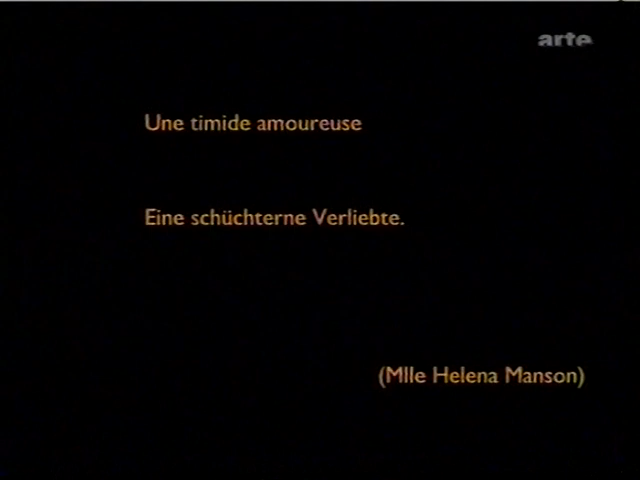 arte
Une timide amoureuse
Eine schüchterne Verliebte.
(Mlle Helena Manson)